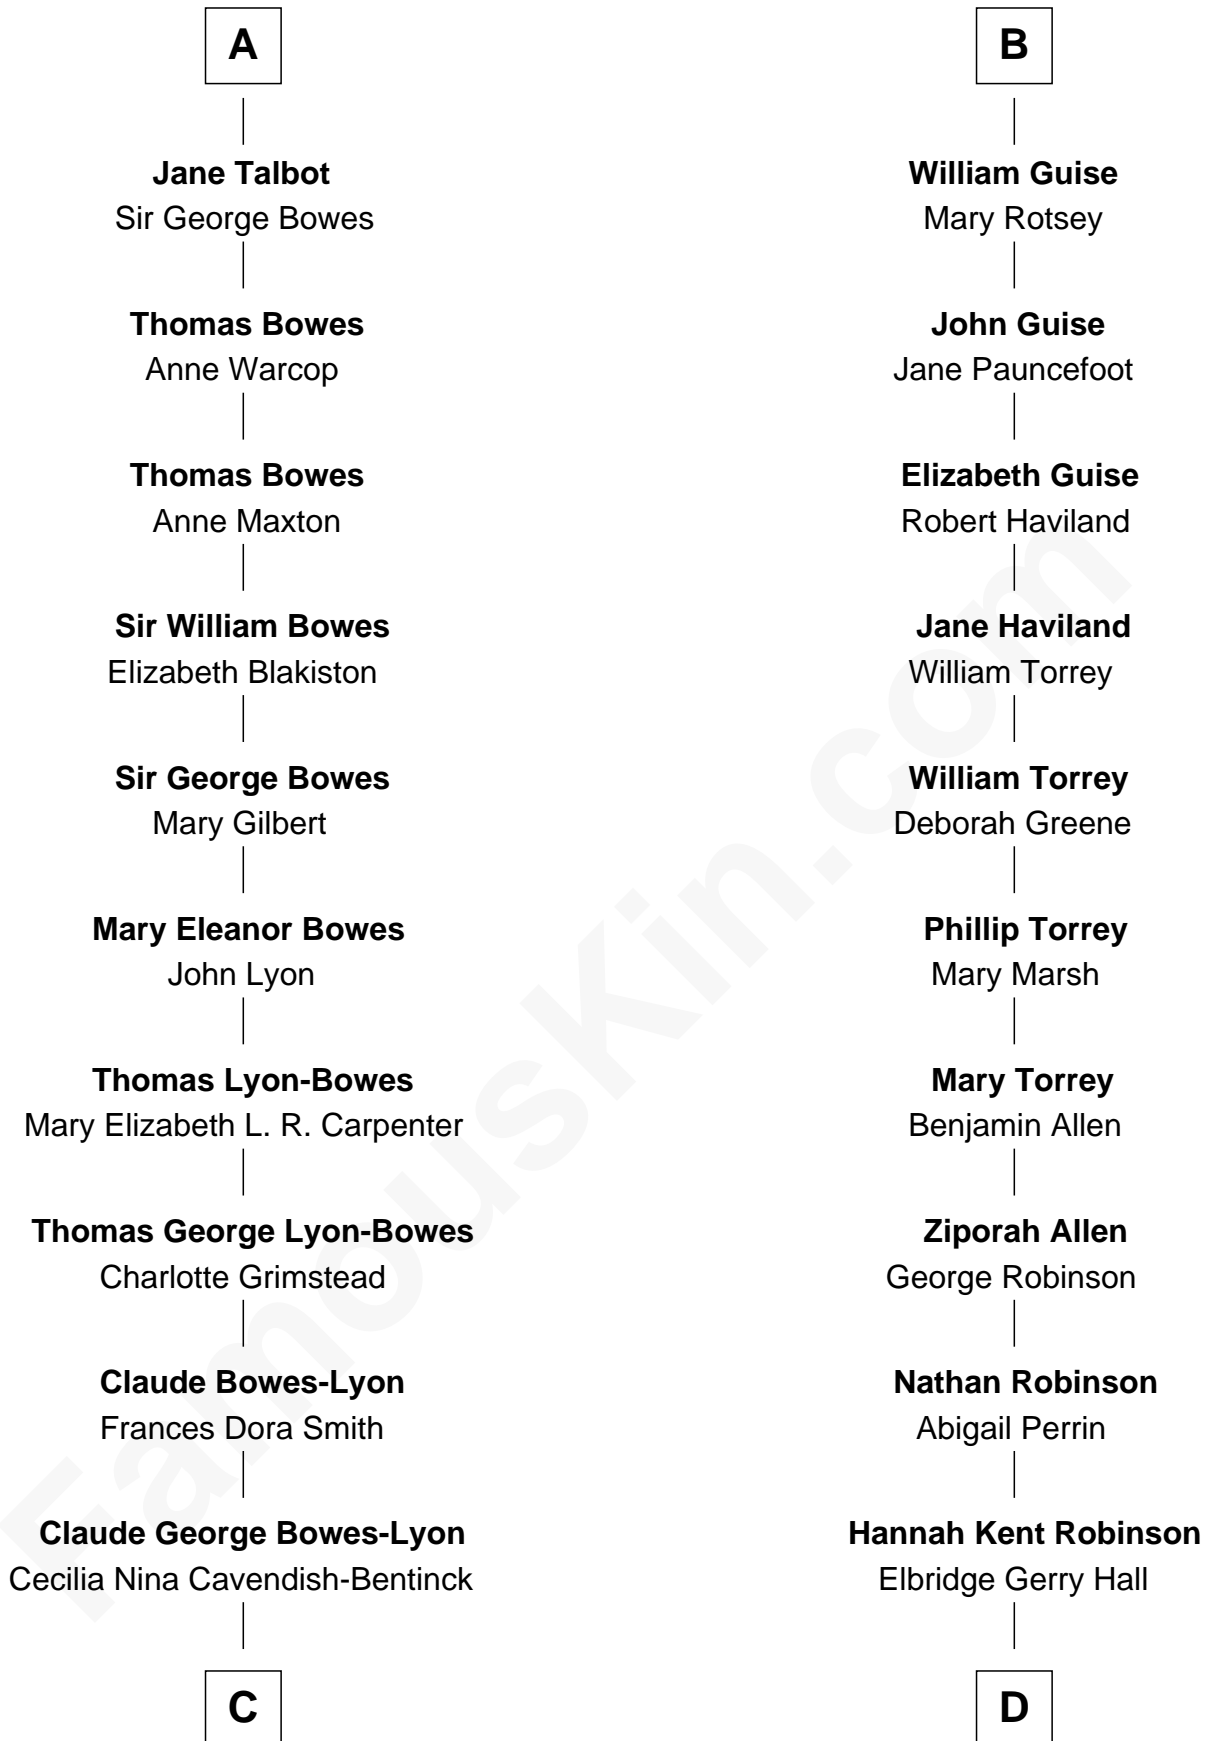 A
Jane Talbot
Sir George Bowes
Thomas Bowes
Anne Warcop
Thomas Bowes
Anne Maxton
Sir William Bowes
Elizabeth Blakiston
Sir George Bowes
Mary Gilbert
Mary Eleanor Bowes
John Lyon
Thomas Lyon-Bowes
Mary Elizabeth L. R. Carpenter
Thomas George Lyon-Bowes
Charlotte Grimstead
Claude Bowes-Lyon
Frances Dora Smith
Claude George Bowes-Lyon
Cecilia Nina Cavendish-Bentinck
C
B
William Guise
Mary Rotsey
John Guise
Jane Pauncefoot
Elizabeth Guise
Robert Haviland
Jane Haviland
William Torrey
William Torrey
Deborah Greene
Phillip Torrey
Mary Marsh
Mary Torrey
Benjamin Allen
Ziporah Allen
George Robinson
Nathan Robinson
Abigail Perrin
Hannah Kent Robinson
Elbridge Gerry Hall
D
FamousKin.com